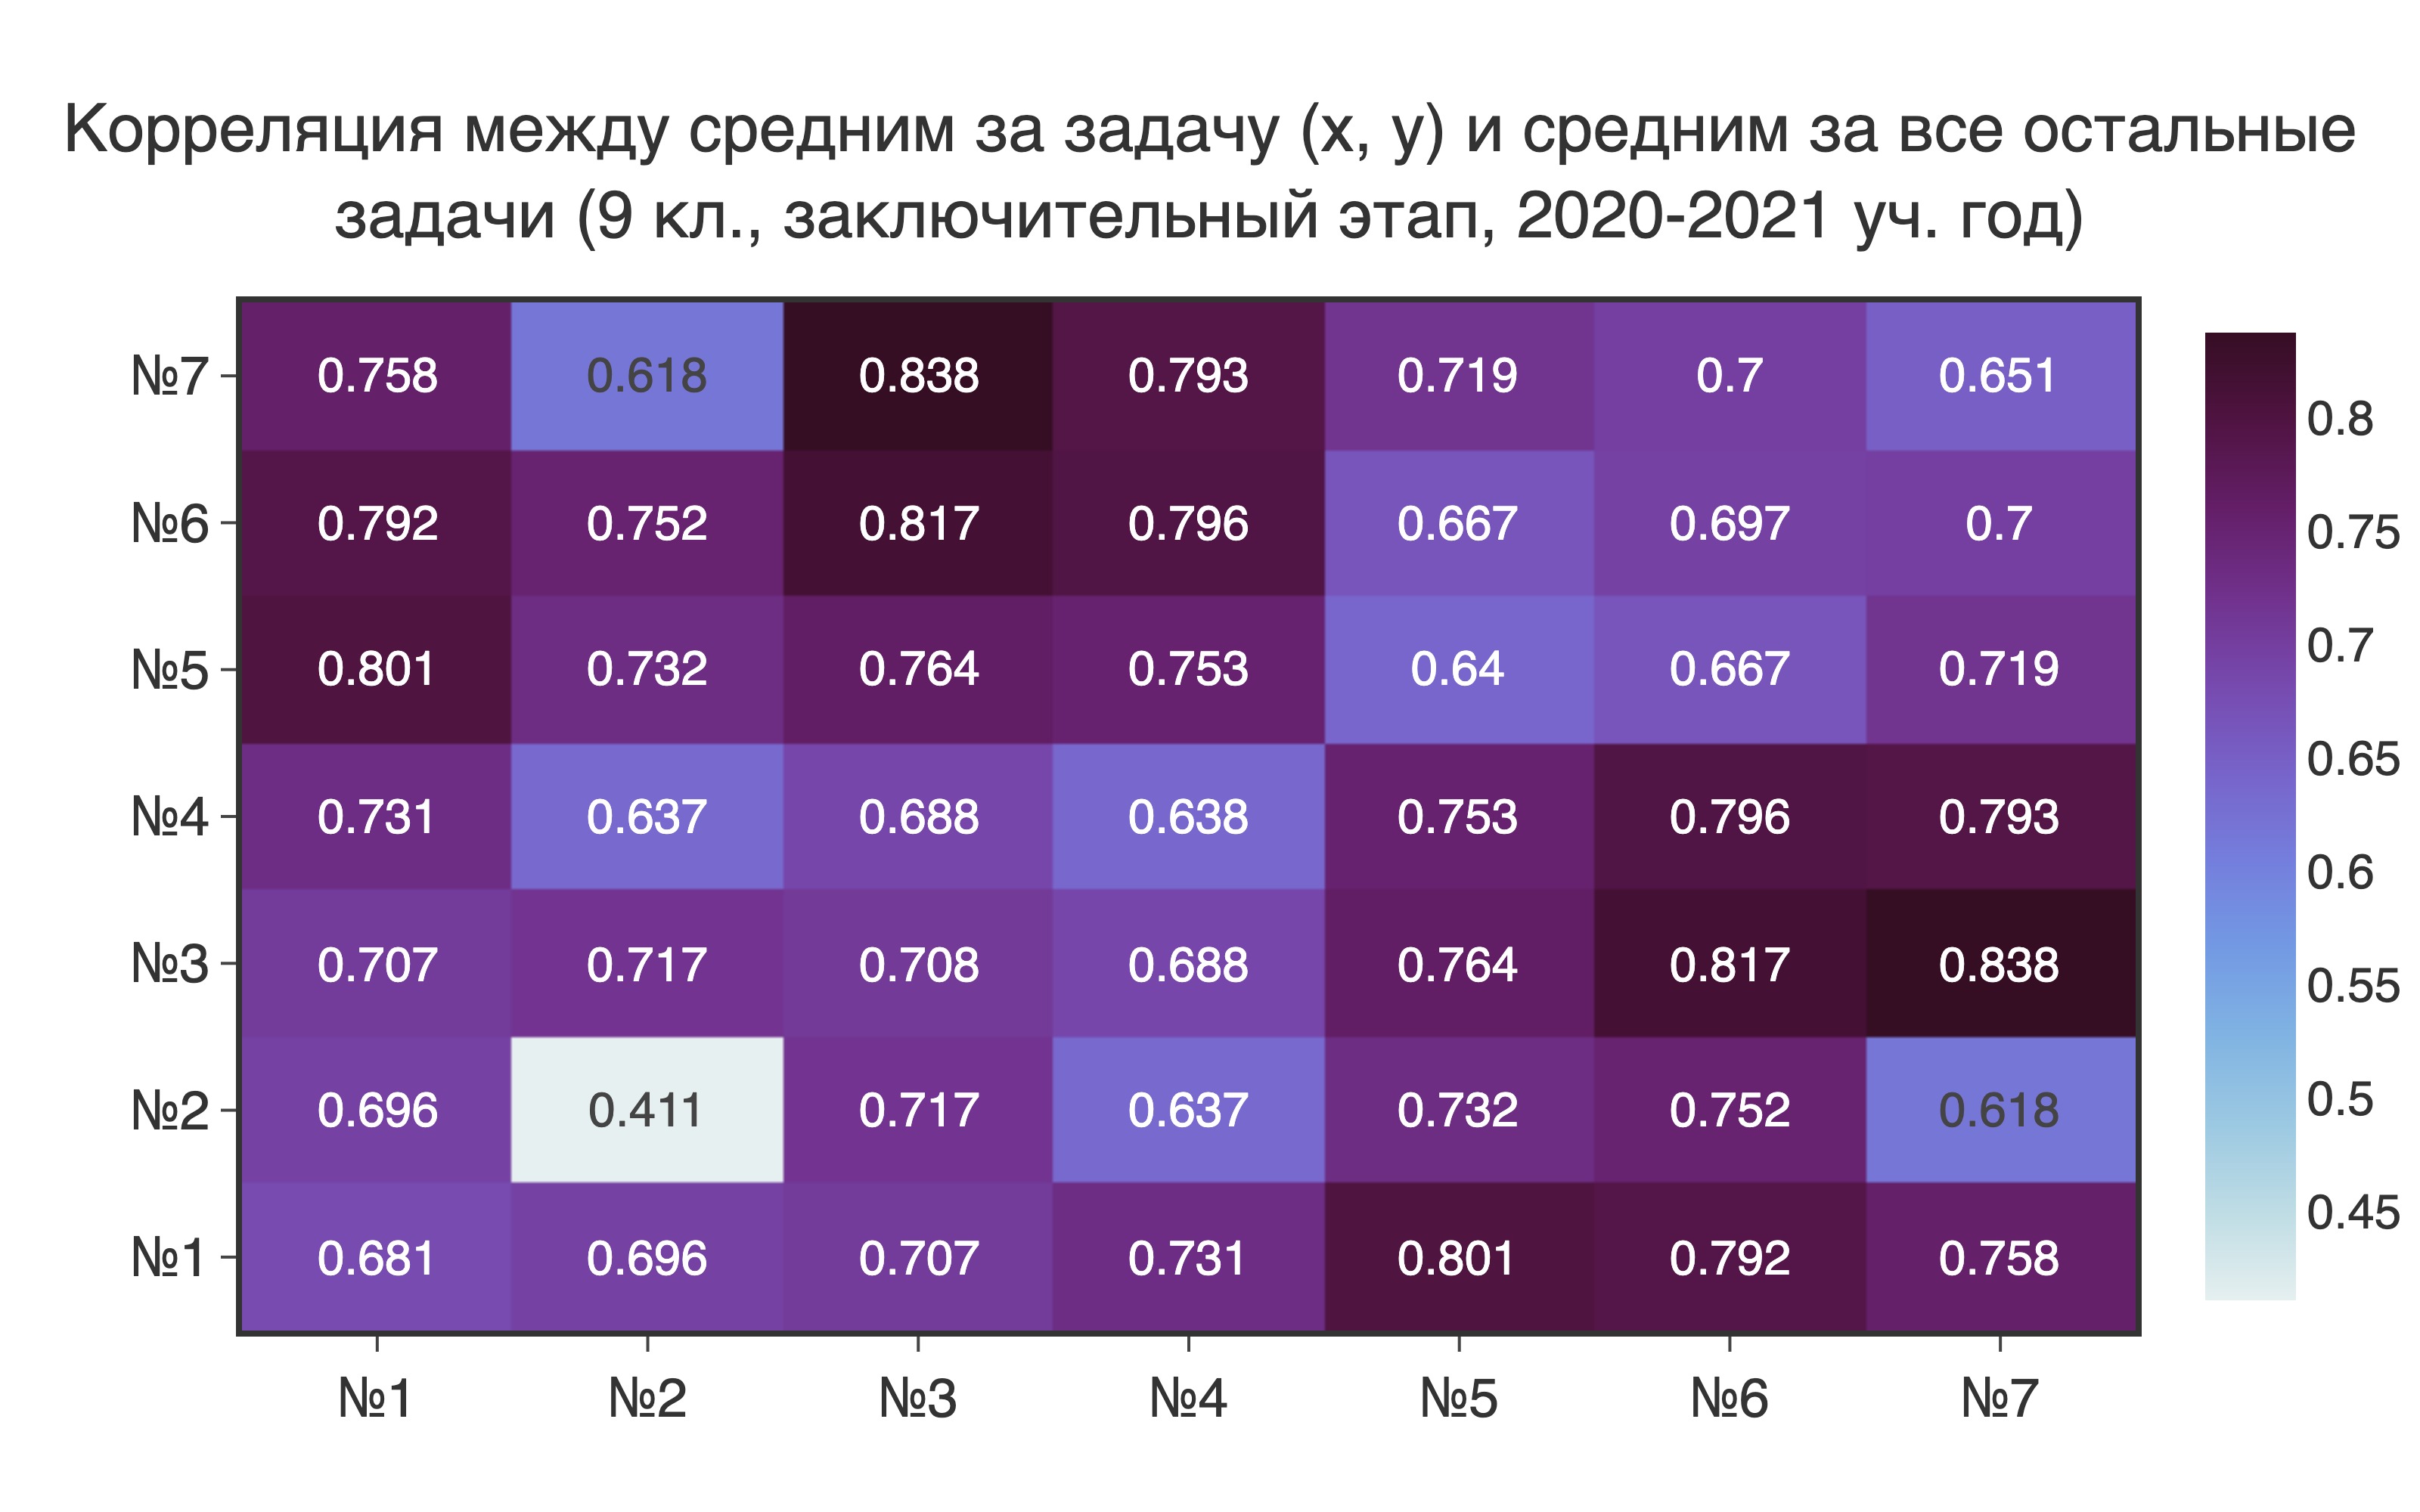 Корреляция между средним за задачу (x, y) и средним за все остальные
задачи (9 кл., заключительный этап, 2020-2021 уч. год)
№7 0.758 0.618 0.838 0.793 0.719 0.7 0.651
№6 0.792 0.752 0.817 0.796 0.667 0.697 0.7
№5 0.801 0.732 0.764 0.753 0.64 0.667 0.719
№4 0.731 0.637 0.688 0.638 0.753 0.796 0.793
№3 0.707 0.717 0.708 0.688 0.764 0.817 0.838
№2 0.696 0.411 0.717 0.637 0.732 0.752 0.618
№1 0.681 0.696 0.707 0.731 0.801 0.792 0.758
№1 №2 №3 №4 №5 №6 №7
0.8
0.75
0.7
0.65
0.6
0.55
0.5
0.45